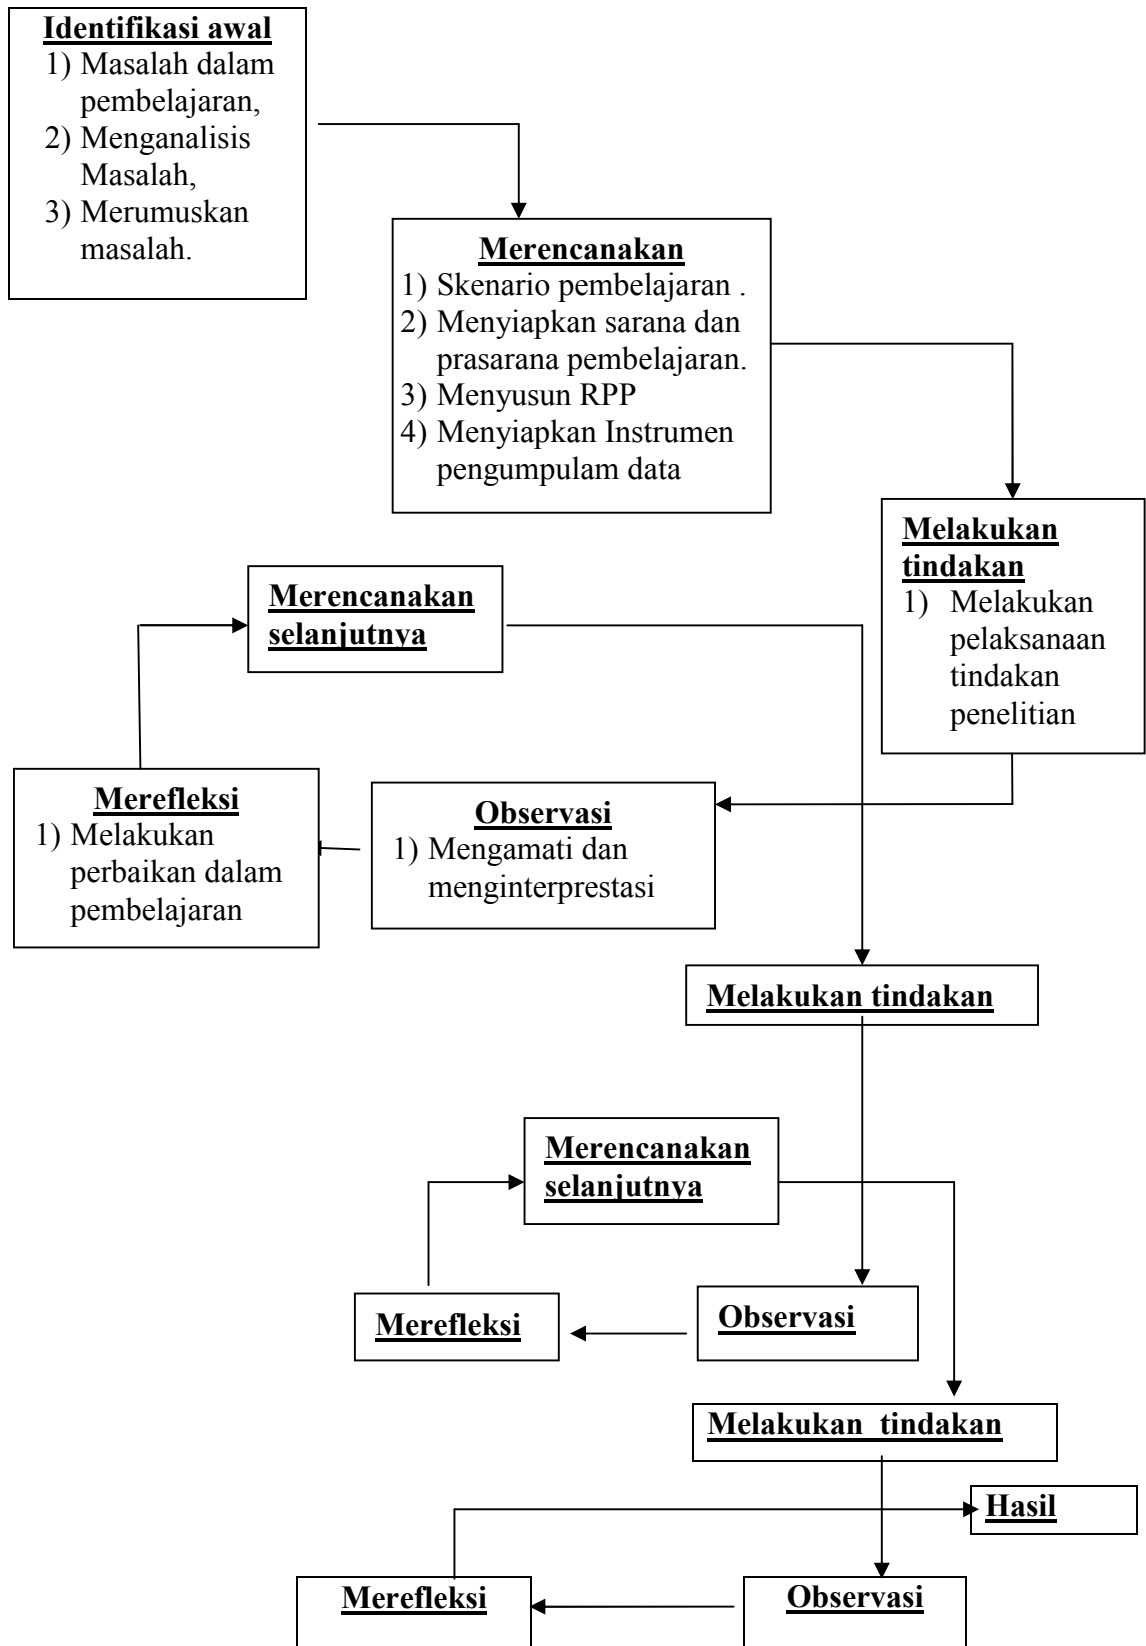 Identifikasi awal
1) Masalah dalam
pembelajaran,
2) Menganalisis
Masalah,
3) Merumuskan
masalah.
Merencanakan
1) Skenario pembelajaran .
2) Menyiapkan sarana dan
prasarana pembelajaran.
3) Menyusun RPP
4) Menyiapkan Instrumen
pengumpulam data
Melakukan
tindakan
1) Melakukan
pelaksanaan
tindakan
penelitian
Observasi
1) Mengamati dan
menginterprestasi
Merefleksi
1) Melakukan
perbaikan dalam
pembelajaran
Merencanakan
selanjutnya
Melakukan tindakan
Observasi
Merefleksi
Merencanakan
selanjutnya
Melakukan  tindakan
Observasi
Merefleksi
Hasil